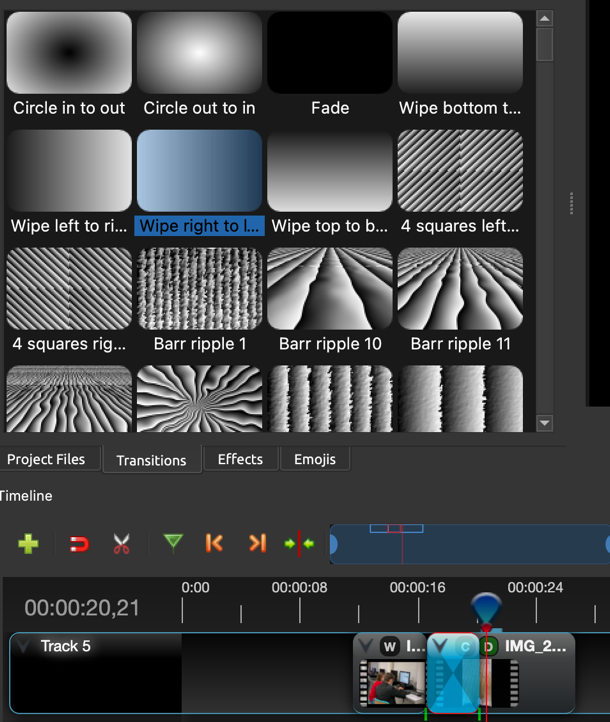 Circle in to out
Circle out to in
Fade
Wipe bottom t...
Wipe left to ri...
Wipe right to l...
Wipe top to b...
4 squares left...
4 squares rig...
Barr ripple 1
Barr ripple 10
Barr ripple 11
Project Files
Transitions
Effects
Emojis
Timeline
0:00
00:00:08
00:00:16
00:00:24
00:00:20,21
Track 5
W
I...
C
D
IMG_2...